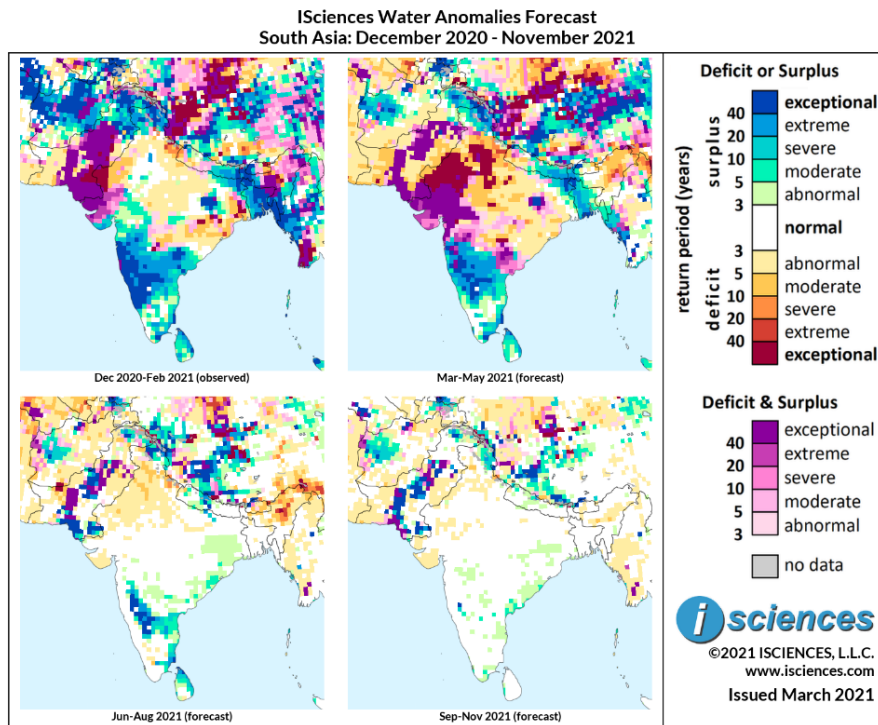 ISciences Water Anomalies Forecast
South Asia: December 2020 - November 2021
Dec 2020-Feb 2021 (observed)
Mar-May 2021 (forecast)
Jun-Aug 2021 (forecast)
Sep-Nov 2021 (forecast)
Deficit or Surplus
return period (years)
surplus
deficit
40
20
10
5
3
3
5
10
20
40
exceptional
extreme
severe
moderate
abnormal
normal
abnormal
moderate
severe
extreme
exceptional
Deficit & Surplus
40
20
10
5
3
exceptional
extreme
severe
moderate
abnormal
no data
i sciences
©2021 ISCIENCES, L.L.C.
www.isciences.com
Issued March 2021